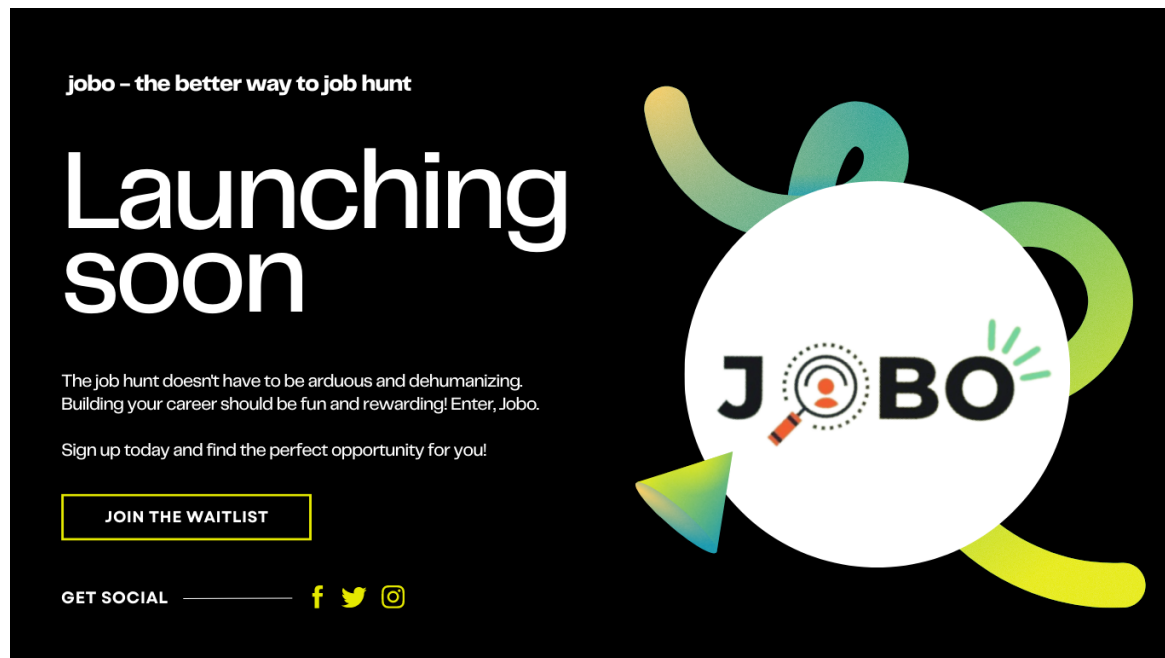 jobo - the better way to job hunt
Launching
soon
The job hunt doesn't have to be arduous and dehumanizing.
Building your career should be fun and rewarding! Enter, Jobo.
Sign up today and find the perfect opportunity for you!
JOIN THE WAITLIST
GET SOCIAL
JOBO